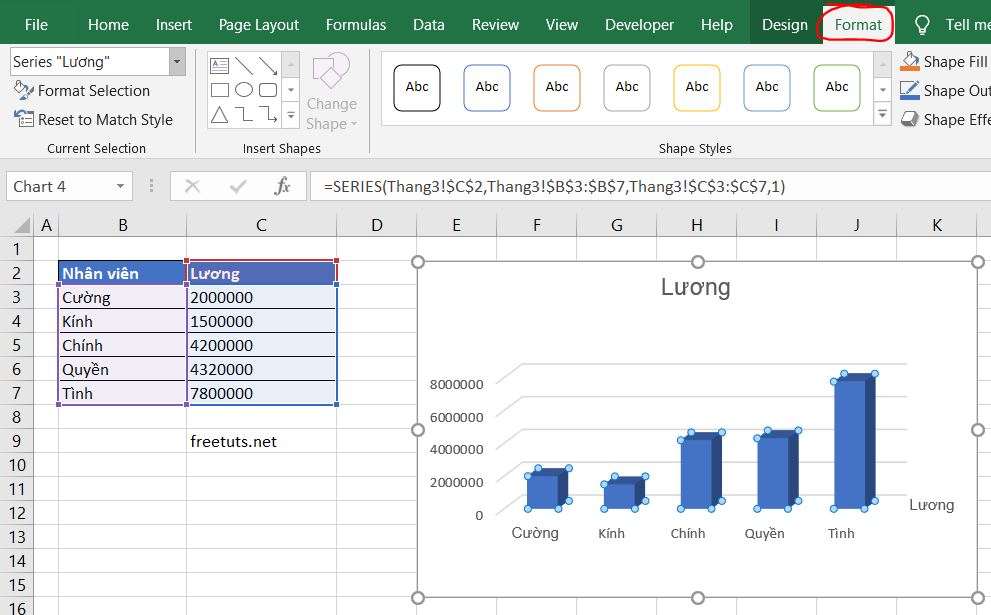 File Home Insert Page Layout Formulas Data Review View Developer Help Design Format Tell me
Series "Lương"
Format Selection
Reset to Match Style
Current Selection
Change
Shape
Insert Shapes
Abc Abc Abc Abc Abc Abc Abc
Shape Styles
Shape Fill
Shape Out
Shape Effe
Chart 4
fx
=SERIES(Thang3!$C$2,Thang3!$B$3:$B$7,Thang3!$C$3:$C$7,1)
A B C D E F G H I J K
1
2 Nhân viên Lương
3 Cường 2000000
4 Kính 1500000
5 Chính 4200000
6 Quyền 4320000
7 Tình 7800000
8
9 freetuts.net
10
11
12
13
14
15
16
Lương
8000000
6000000
4000000
2000000
0
Cường Kính Chính Quyền Tình
Lương